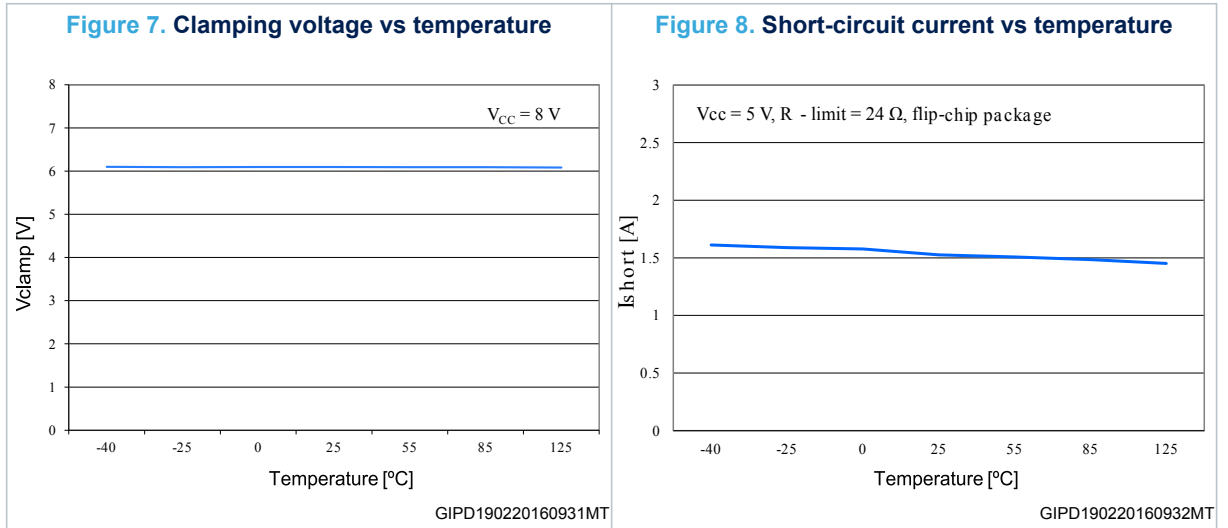 Figure 7. Clamping voltage vs temperature
8
7
6
5
4
3
2
1
0
Vclamp [V]
V_CC = 8 V
-40 -25 0 25 55 85 125
Temperature [ºC]
GIPD190220160931MT
Figure 8. Short-circuit current vs temperature
3
2.5
2
1.5
1
0.5
0
Ishort [A]
Vcc = 5 V, R - limit = 24 Ω, flip-chip package
-40 -25 0 25 55 85 125
Temperature [ºC]
GIPD190220160932MT